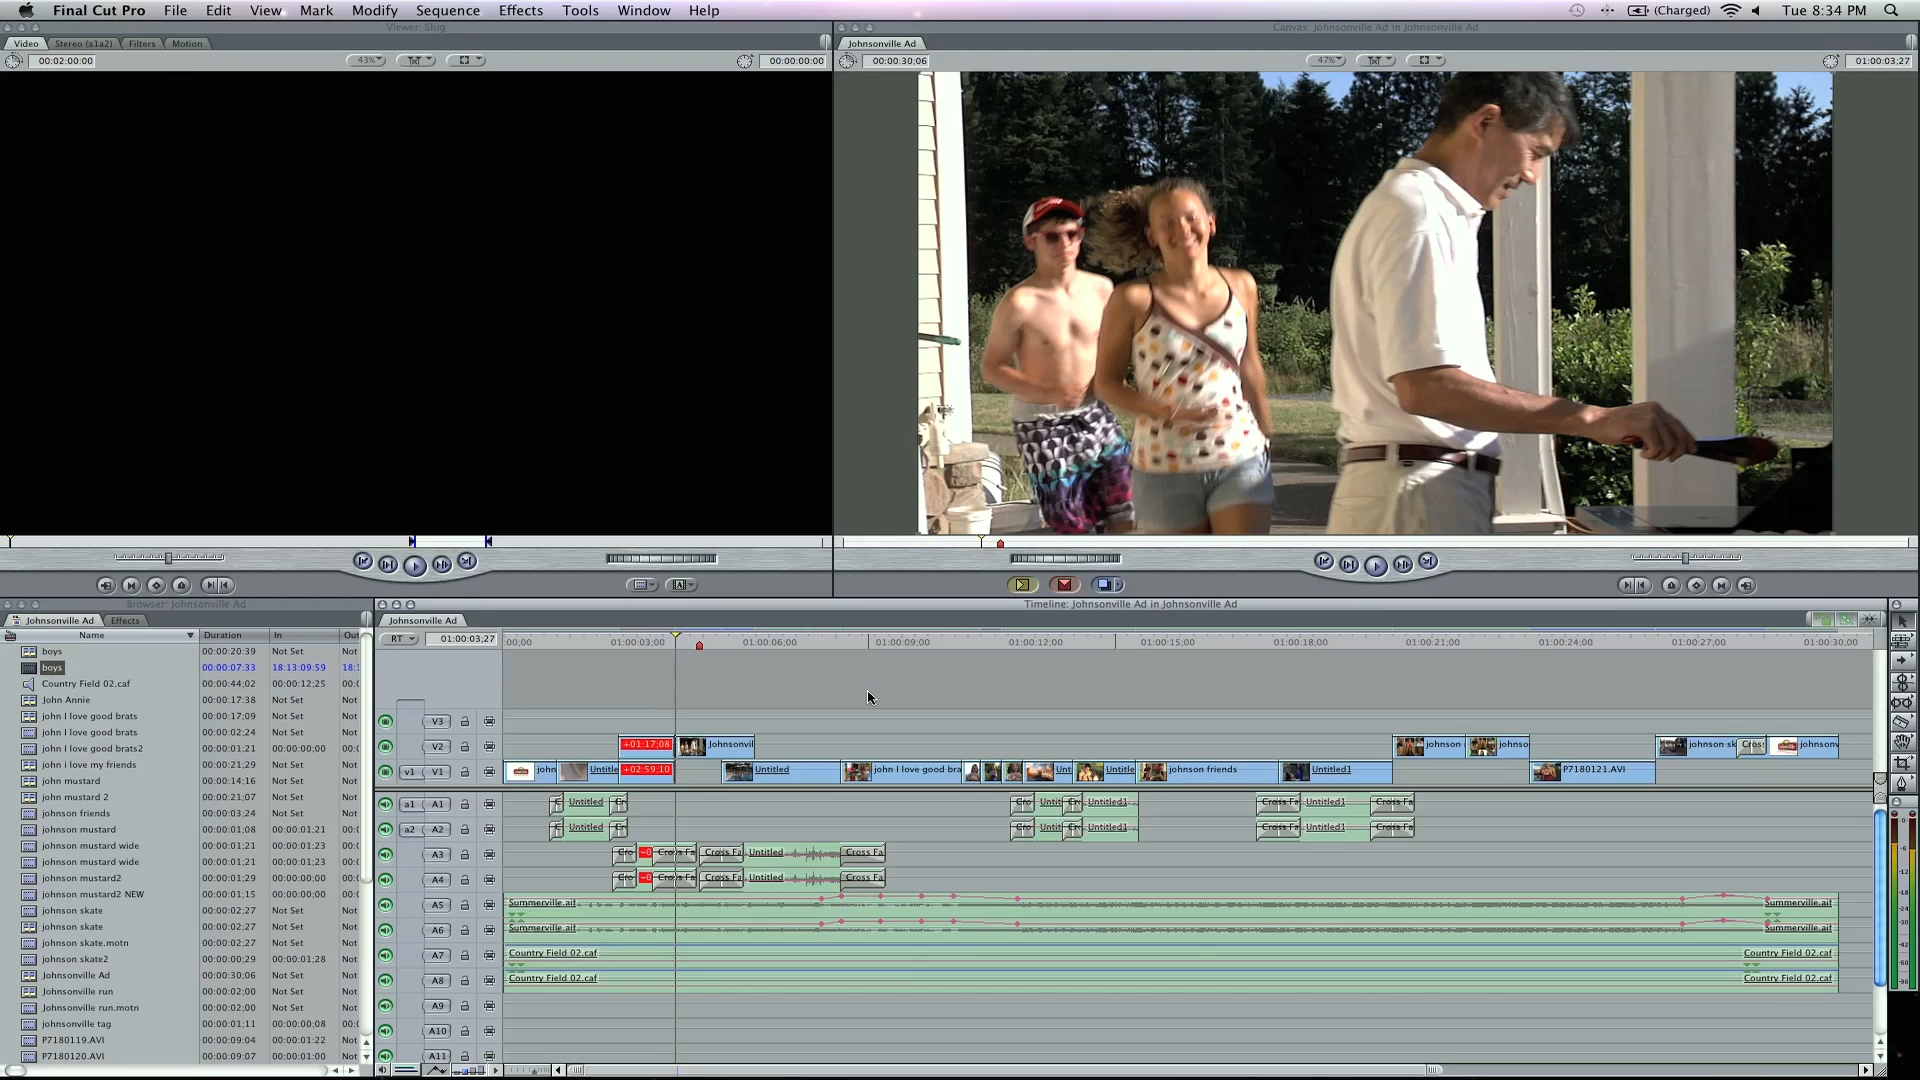 Final Cut Pro File Edit View Mark Modify Sequence Effects Tools Window Help (Charged) Tue 8:34 PM
Viewer: Slug
Canvas: Johnsonville Ad in Johnsonville Ad
Video Stereo (a1a2) Filters Motion
Johnsonville Ad
00:02:00:00 43% 00:00:00:00
00:00:30;06 47% 01:00:03;27
Browser: Johnsonville Ad
Timeline: Johnsonville Ad in Johnsonville Ad
Johnsonville Ad Effects
Johnsonville Ad
Name Duration In Out
RT 01:00:03;27 :00;00 01:00:03;00 01:00:06;00 01:00:09;00 01:00:12;00 01:00:15;00 01:00:18;00 01:00:21;00 01:00:24;00 01:00:27;00 01:00:30;00
boys 00:00:20:39 Not Set Not
boys 00:00:07:33 18:13:09:59 18:1
Country Field 02.caf 00:00:44;02 00:00:12;25 00:0
John Annie 00:00:17:38 Not Set Not
john I love good brats 00:00:17;09 Not Set Not
john I love good brats 00:00:02;24 Not Set Not
john I love good brats2 00:00:01;21 00:00:00;00 00:0
john i love my friends 00:00:21;29 Not Set Not
john mustard 00:00:14;16 Not Set Not
john mustard 2 00:00:21;07 Not Set Not
johnson friends 00:00:03;24 Not Set Not
johnson mustard 00:00:01;08 00:00:01;21 00:0
johnson mustard wide 00:00:01;21 00:00:01;23 00:0
johnson mustard wide 00:00:01;21 00:00:01;23 00:0
johnson mustard2 00:00:01;29 00:00:00;00 00:0
johnson mustard2 NEW 00:00:01;15 00:00:00;00 00:0
johnson skate 00:00:02;27 Not Set Not
johnson skate 00:00:02;27 Not Set Not
johnson skate.motn 00:00:02;27 Not Set Not
johnson skate2 00:00:00;29 00:00:01;28 00:0
Johnsonville Ad 00:00:30;06 Not Set Not
Johnsonville run 00:00:02;00 Not Set Not
Johnsonville run.motn 00:00:02;00 Not Set Not
johnsonville tag 00:00:01;11 00:00:00;08 00:0
P7180119.AVI 00:00:09:04 00:00:01:22 Not
P7180120.AVI 00:00:09:07 00:00:01:00 Not
V3
V2 +01:17;08 Johnsonvil johnson johnso johnson sk Cros johnsonv
v1 V1 john Untitle +02:59;10 Untitled john I love good bra Unt Untitle johnson friends Untitled1 P7180121.AVI
a1 A1 C Untitled Cr Cro Untit Cr Untitled1 Cross Fa Untitled1 Cross Fa
a2 A2 C Untitled Cr Cro Untit Cr Untitled1 Cross Fa Untitled1 Cross Fa
A3 Cro Cross Fa Cross Fa Untitled Cross Fa
A4 Cro Cross Fa Cross Fa Untitled Cross Fa
A5 Summerville.aif Summerville.aif
A6 Summerville.aif Summerville.aif
A7 Country Field 02.caf Country Field 02.caf
A8 Country Field 02.caf Country Field 02.caf
A9
A10
A11